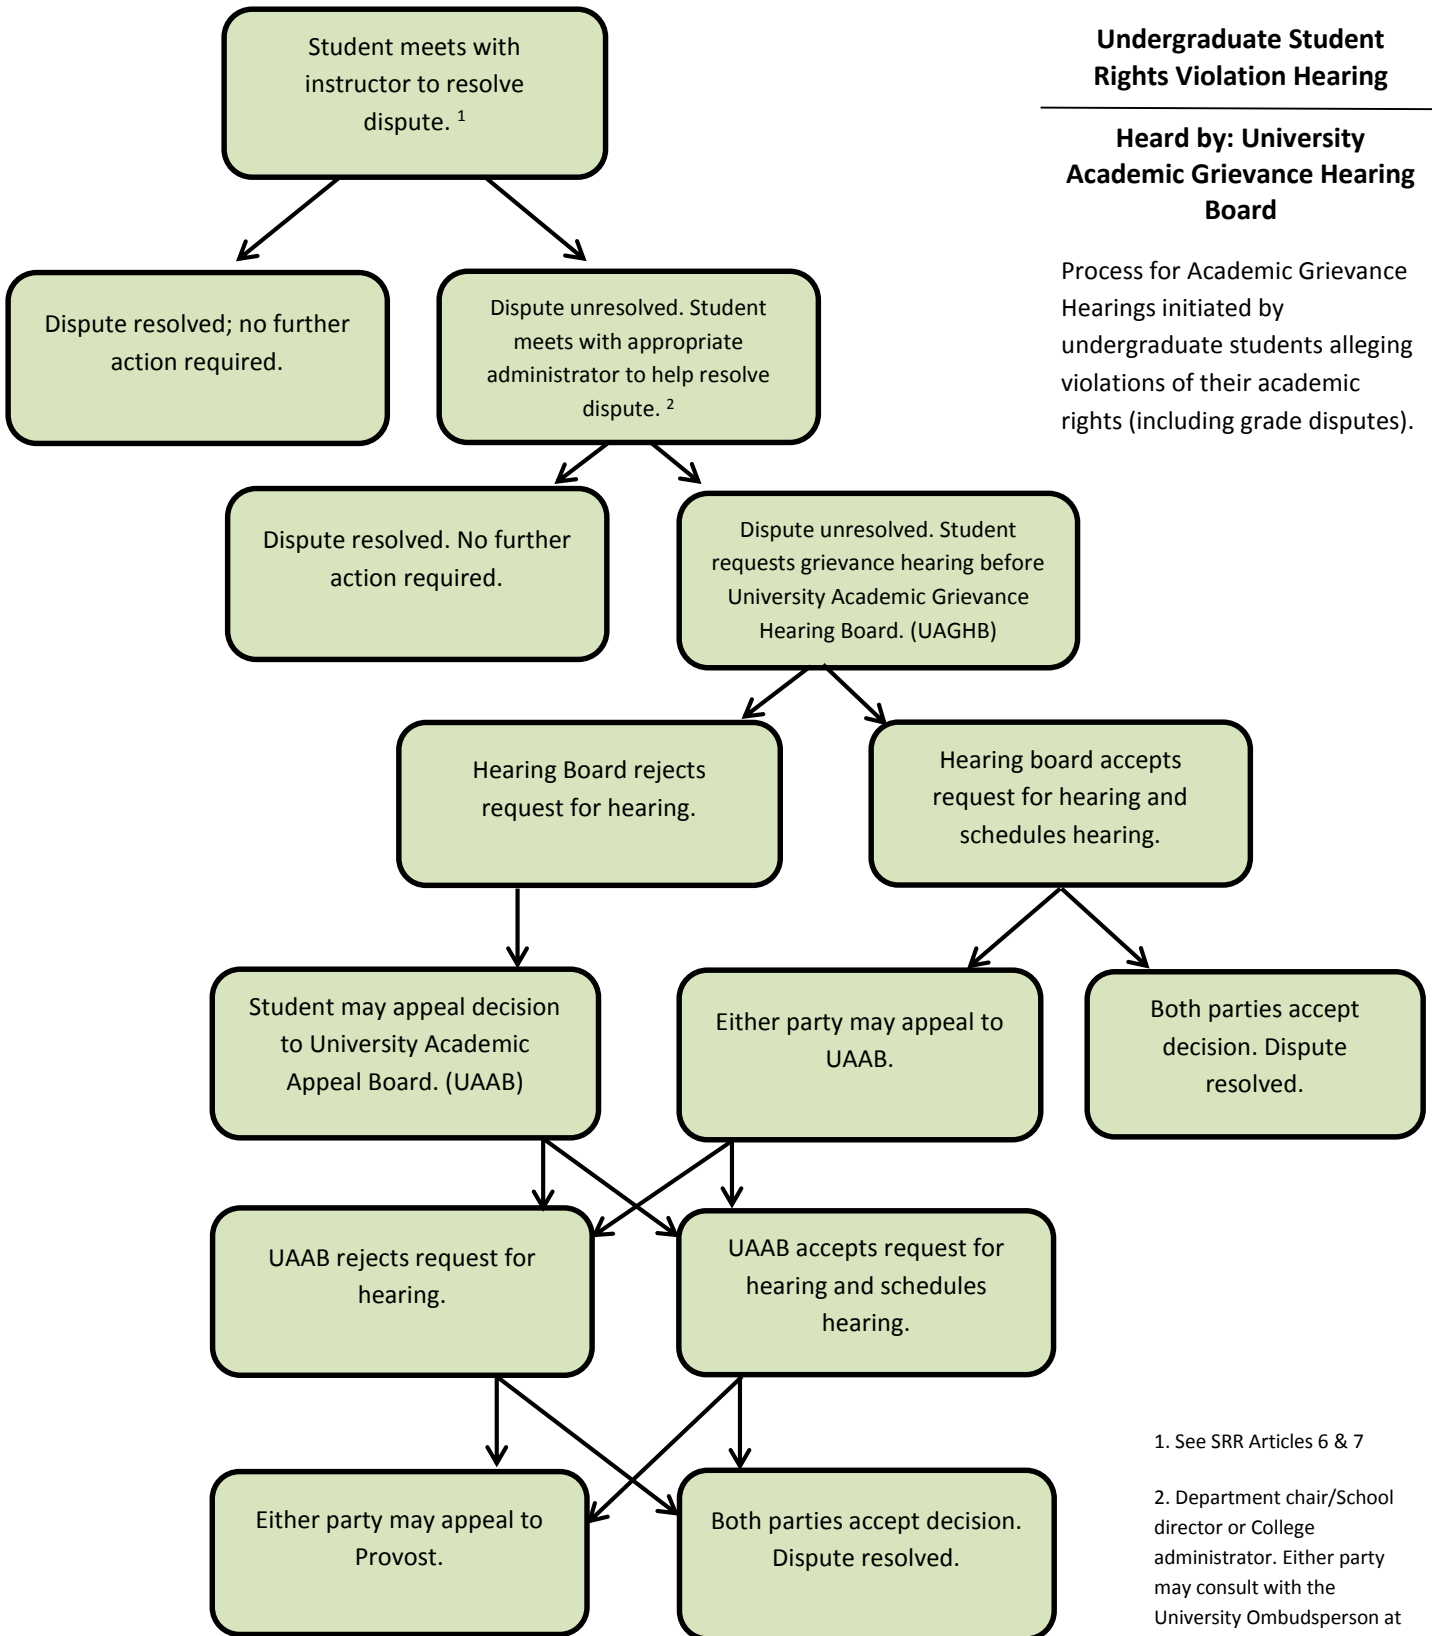 Undergraduate Student
Rights Violation Hearing
Heard by: University
Academic Grievance Hearing
Board
Process for Academic Grievance
Hearings initiated by
undergraduate students alleging
violations of their academic
rights (including grade disputes).
Student meets with
instructor to resolve
dispute. 1
Dispute resolved; no further
action required.
Dispute unresolved. Student
meets with appropriate
administrator to help resolve
dispute. 2
Dispute resolved. No further
action required.
Dispute unresolved. Student
requests grievance hearing before
University Academic Grievance
Hearing Board. (UAGHB)
Hearing Board rejects
request for hearing.
Hearing board accepts
request for hearing and
schedules hearing.
Student may appeal decision
to University Academic
Appeal Board. (UAAB)
Either party may appeal to
UAAB.
Both parties accept
decision. Dispute
resolved.
UAAB rejects request for
hearing.
UAAB accepts request for
hearing and schedules
hearing.
Either party may appeal to
Provost.
Both parties accept decision.
Dispute resolved.
1. See SRR Articles 6 & 7
2. Department chair/School
director or College
administrator. Either party
may consult with the
University Ombudsperson at